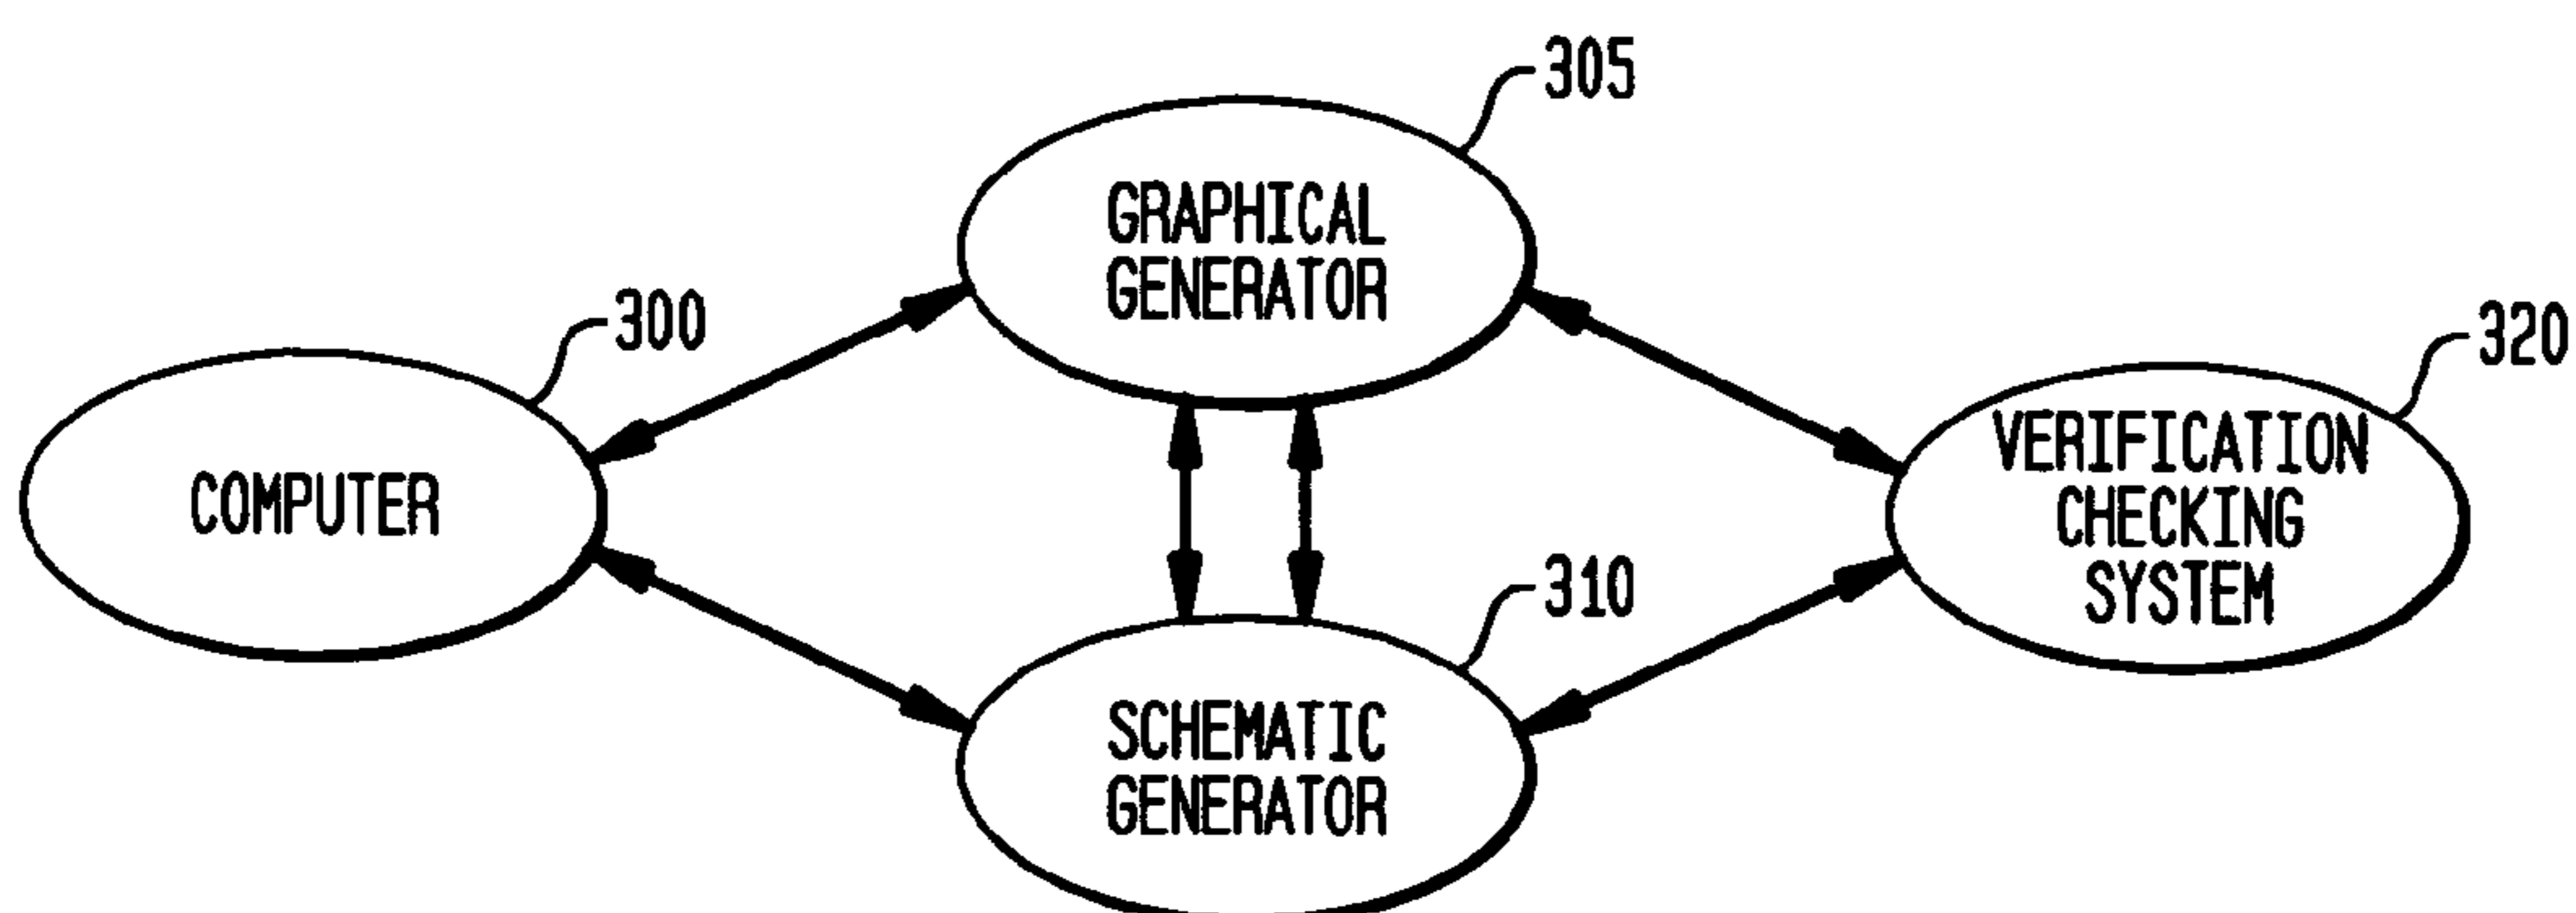 305
GRAPHICAL
GENERATOR
300
COMPUTER
320
VERIFICATION
CHECKING
SYSTEM
310
SCHEMATIC
GENERATOR